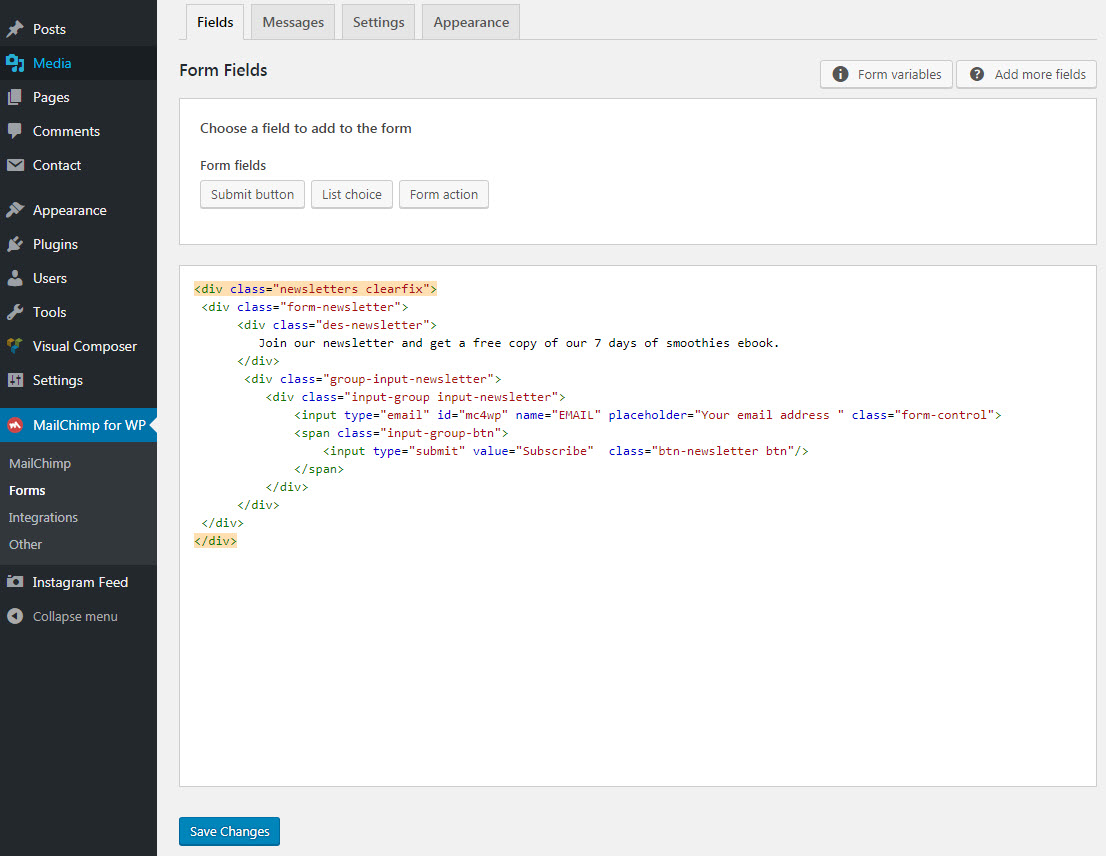 Posts
Media
Pages
Comments
Contact
Appearance
Plugins
Users
Tools
Visual Composer
Settings
MailChimp for WP
MailChimp
Forms
Integrations
Other
Instagram Feed
Collapse menu
Fields Messages Settings Appearance
Form Fields
Form variables Add more fields
Choose a field to add to the form
Form fields
Submit button List choice Form action
<div class="newsletters clearfix">
<div class="form-newsletter">
<div class="des-newsletter">
Join our newsletter and get a free copy of our 7 days of smoothies ebook.
</div>
<div class="group-input-newsletter">
<div class="input-group input-newsletter">
<input type="email" id="mc4wp" name="EMAIL" placeholder="Your email address " class="form-control">
<span class="input-group-btn">
<input type="submit" value="Subscribe"  class="btn-newsletter btn"/>
</span>
</div>
</div>
</div>
</div>
Save Changes